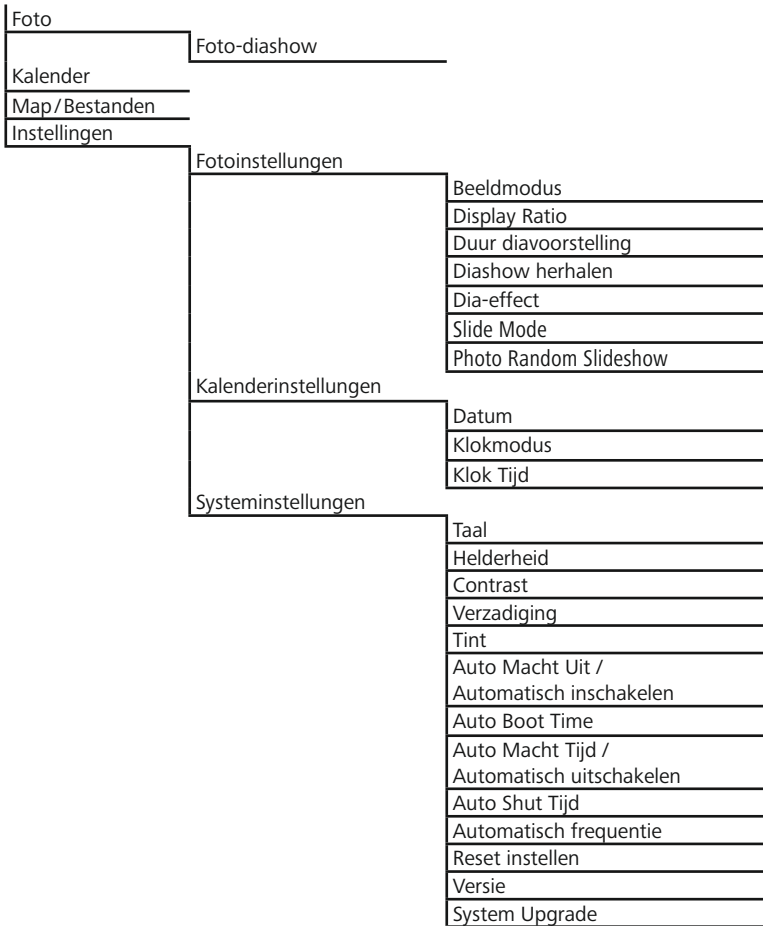 Foto
Foto-diashow
Kalender
Map/Bestanden
Instellingen
Fotoinstellungen
Beeldmodus
Display Ratio
Duur diavoorstelling
Diashow herhalen
Dia-effect
Slide Mode
Photo Random Slideshow
Kalenderinstellungen
Datum
Klokmodus
Klok Tijd
Systeminstellungen
Taal
Helderheid
Contrast
Verzadiging
Tint
Auto Macht Uit /
Automatisch inschakelen
Auto Boot Time
Auto Macht Tijd /
Automatisch uitschakelen
Auto Shut Tijd
Automatisch frequentie
Reset instellen
Versie
System Upgrade